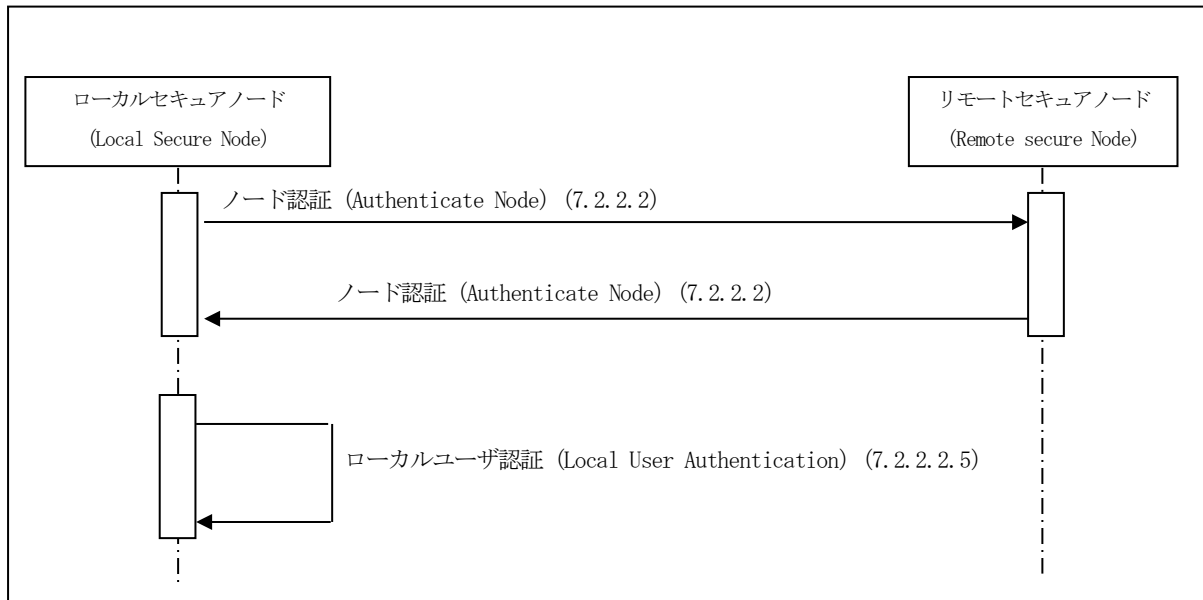 ローカルセキュアノード
(Local Secure Node)
リモートセキュアノード
(Remote secure Node)
ノード認証 (Authenticate Node) (7.2.2.2)
ノード認証 (Authenticate Node) (7.2.2.2)
ローカルユーザ認証 (Local User Authentication) (7.2.2.2.5)